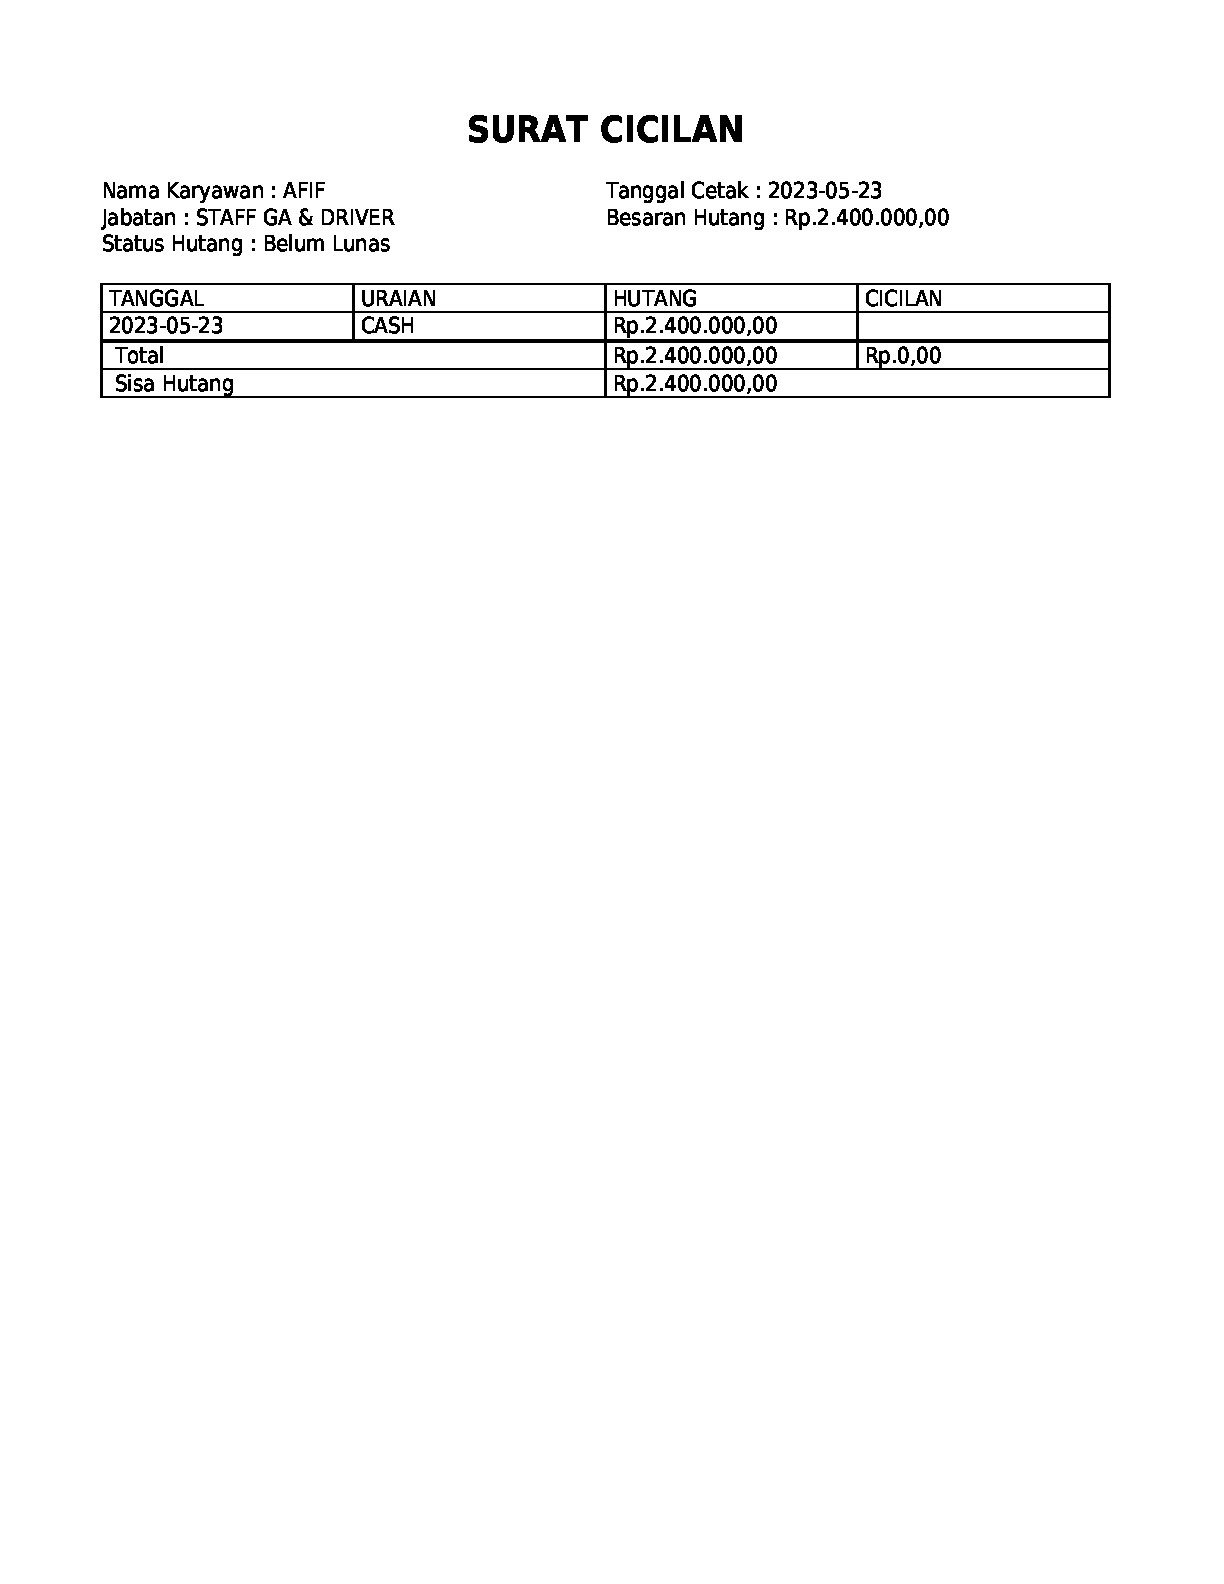 SURAT CICILAN
Nama Karyawan : AFIF
Tanggal Cetak : 2023-05-23
Jabatan : STAFF GA & DRIVER
Besaran Hutang : Rp.2.400.000,00
Status Hutang : Belum Lunas
TANGGAL URAIAN HUTANG CICILAN
2023-05-23 CASH Rp.2.400.000,00
Total Rp.2.400.000,00 Rp.0,00
Sisa Hutang Rp.2.400.000,00